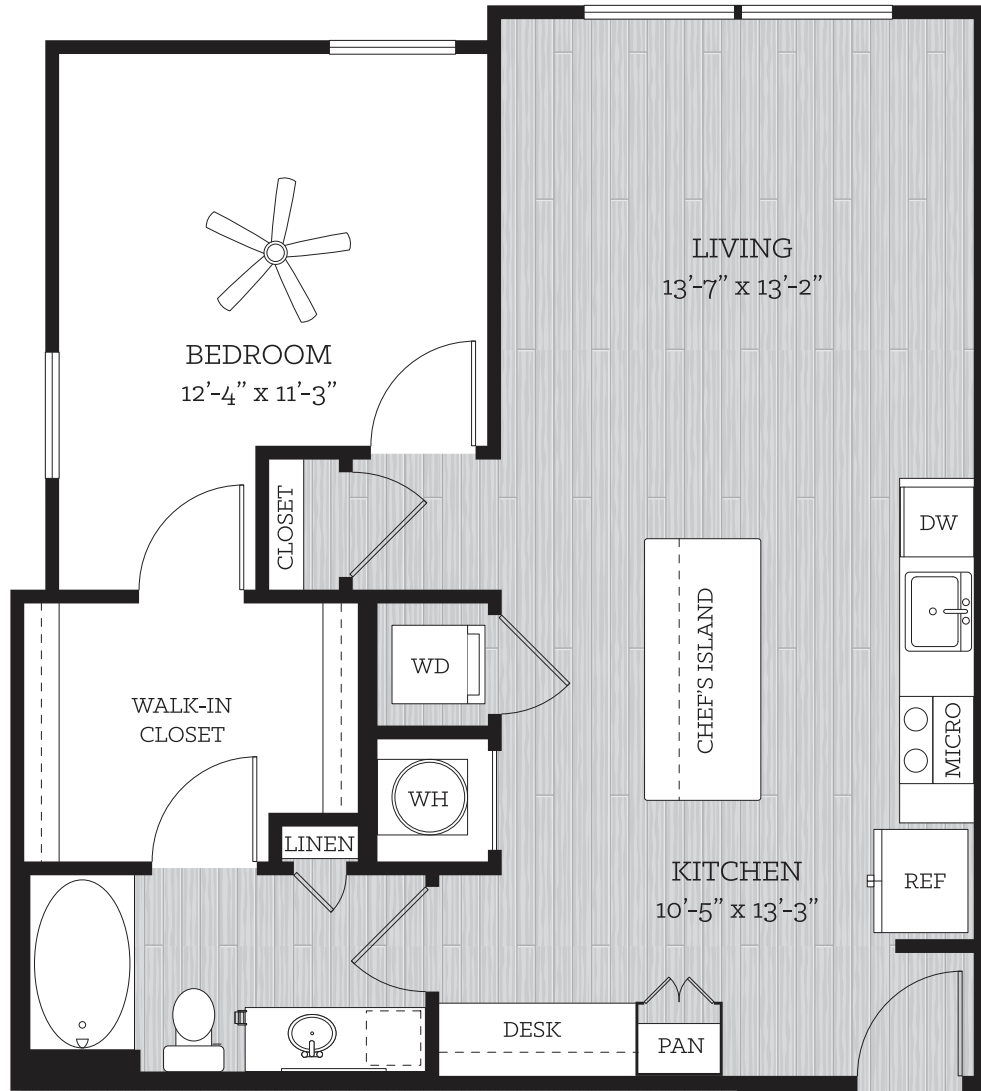 LIVING
13’-7” x 13’-2”
BEDROOM
12’-4” x 11’-3”
CLOSET
DW
CHEF'S ISLAND
WD
WALK-IN
CLOSET
MICRO
WH
LINEN
KITCHEN
10’-5” x 13’-3”
REF
DESK
PAN